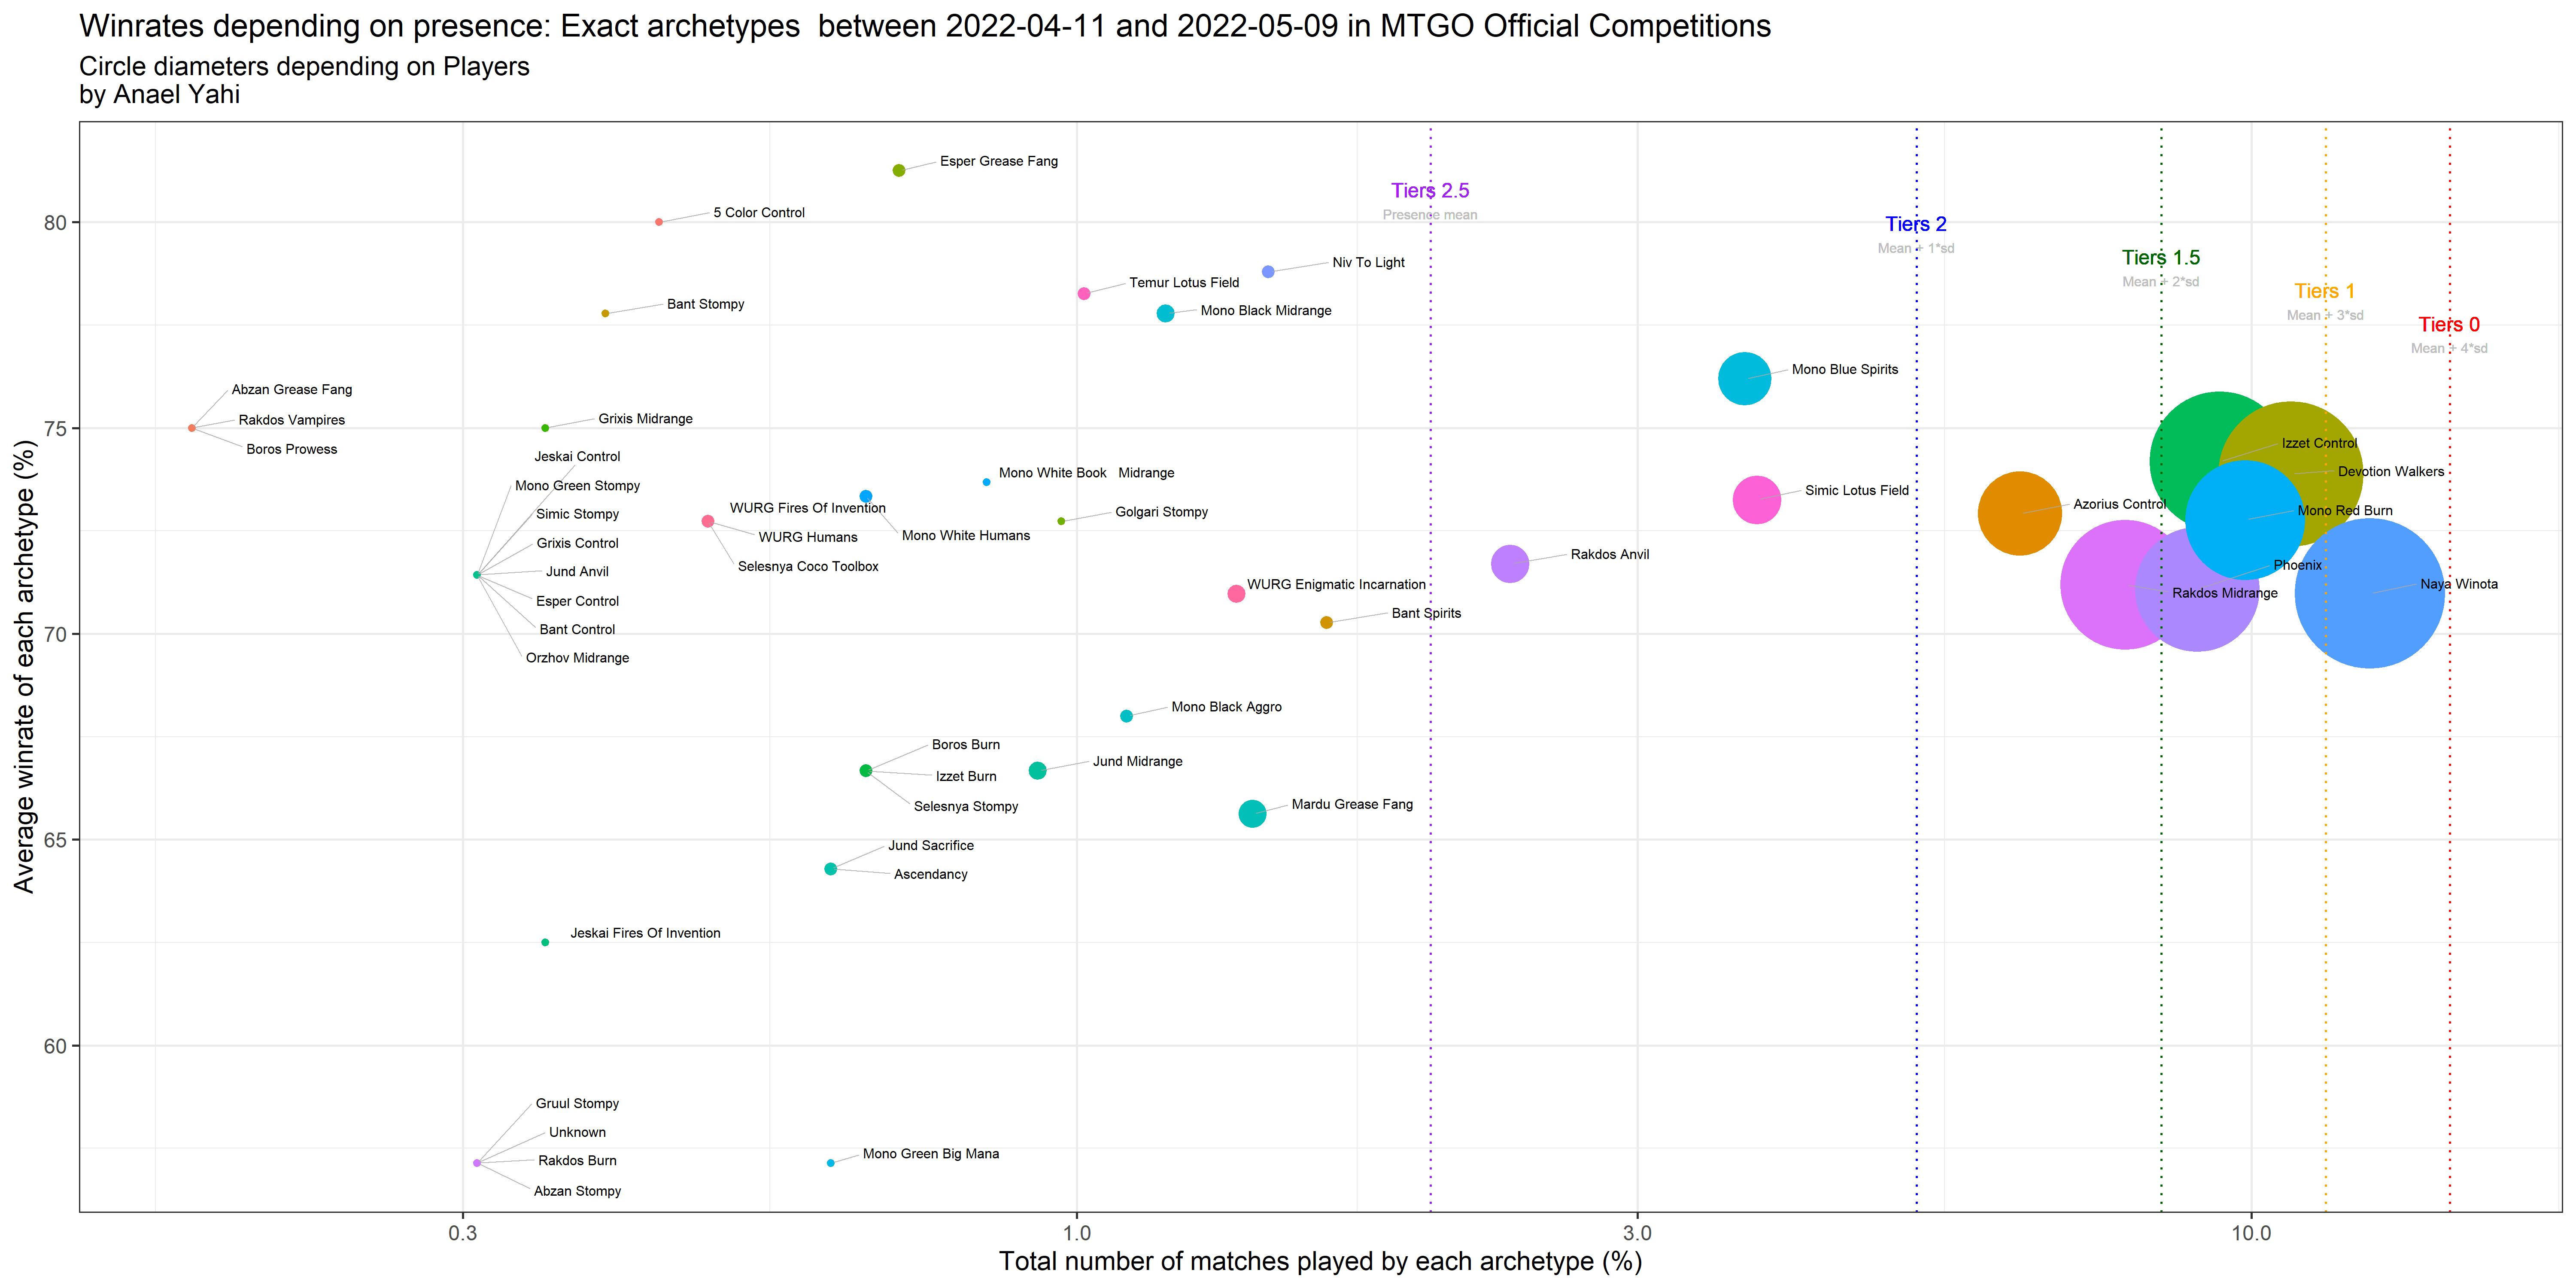 Winrates depending on presence: Exact archetypes  between 2022-04-11 and 2022-05-09 in MTGO Official Competitions
Circle diameters depending on Players
by Anael Yahi
Esper Grease Fang
Tiers 2.5
Presence mean
5 Color Control
Tiers 2
Mean + 1*sd
Niv To Light
Tiers 1.5
Mean + 2*sd
Temur Lotus Field
Tiers 1
Mean + 3*sd
Bant Stompy
Mono Black Midrange
Tiers 0
Mean + 4*sd
Mono Blue Spirits
Abzan Grease Fang
Rakdos Vampires
Boros Prowess
Grixis Midrange
Izzet Control
Devotion Walkers
Jeskai Control
Mono Green Stompy
Simic Stompy
Grixis Control
Jund Anvil
Esper Control
Bant Control
Orzhov Midrange
Mono White Book   Midrange
WURG Fires Of Invention
WURG Humans
Selesnya Coco Toolbox
Mono White Humans
Golgari Stompy
Simic Lotus Field
Azorius Control
Mono Red Burn
Rakdos Anvil
Phoenix
Rakdos Midrange
Naya Winota
WURG Enigmatic Incarnation
Bant Spirits
Mono Black Aggro
Boros Burn
Izzet Burn
Selesnya Stompy
Jund Midrange
Mardu Grease Fang
Jund Sacrifice
Ascendancy
Jeskai Fires Of Invention
Gruul Stompy
Unknown
Rakdos Burn
Abzan Stompy
Mono Green Big Mana
80
75
70
65
60
Average winrate of each archetype (%)
0.3
1.0
3.0
10.0
Total number of matches played by each archetype (%)